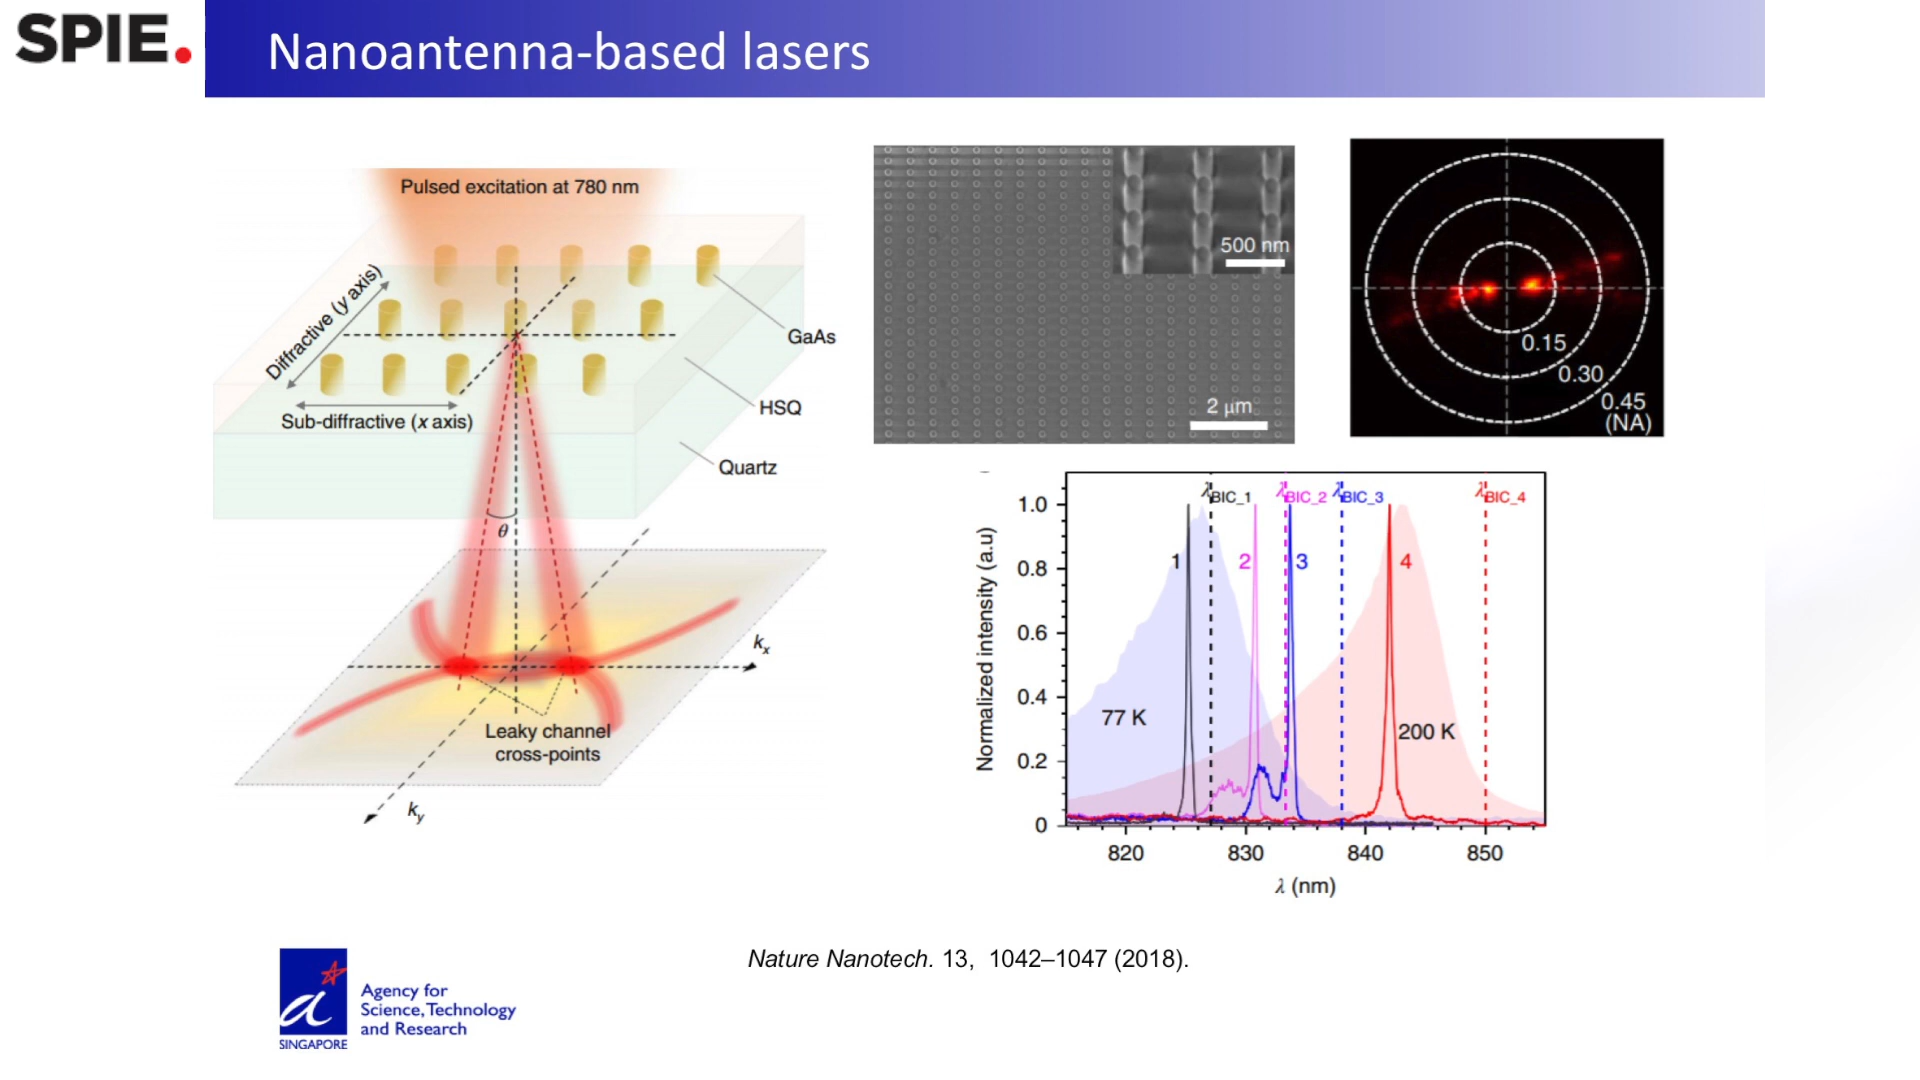 SPIE.
Nanoantenna-based lasers
Pulsed excitation at 780 nm
Diffractive (y axis)
Sub-diffractive (x axis)
GaAs
HSQ
Quartz
θ
kx
Leaky channel
cross-points
ky
500 nm
2 μm
0.15
0.30
0.45
(NA)
λBIC_1
λBIC_2
λBIC_3
λBIC_4
Normalized intensity (a.u)
1.0
0.8
0.6
0.4
0.2
0
1
2
3
4
77 K
200 K
820
830
840
850
λ (nm)
Nature Nanotech. 13, 1042–1047 (2018).
Agency for
Science, Technology
and Research
SINGAPORE